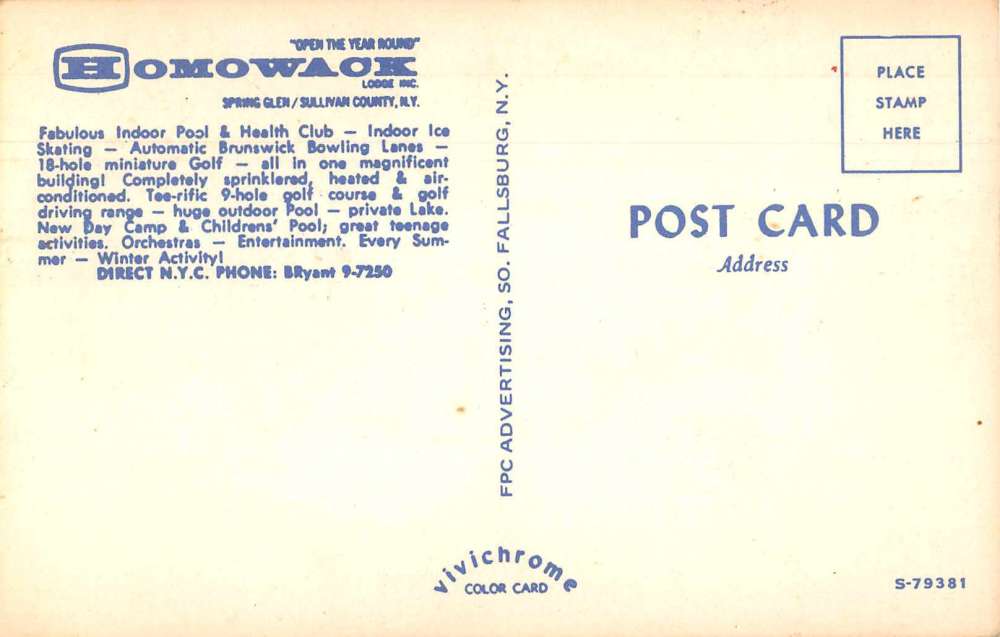 "OPEN THE YEAR ROUND"
H HOMOWACK
LODGE INC.
SPRING GLEN / SULLIVAN COUNTY, N.Y.
Fabulous Indoor Pool & Health Club — Indoor Ice
Skating — Automatic Brunswick Bowling Lanes —
18-hole miniature Golf — all in one magnificent
building! Completely sprinklered, heated & air-
conditioned. Tee-rific 9-hole golf course & golf
driving range — huge outdoor Pool — private Lake.
New Day Camp & Childrens' Pool; great teenage
activities. Orchestras — Entertainment. Every Sum-
mer — Winter Activity!
DIRECT N.Y.C. PHONE: BRyant 9-7250
FPC ADVERTISING, SO. FALLSBURG, N.Y.
PLACE
STAMP
HERE
POST CARD
Address
vivichrome
COLOR CARD
S-79381